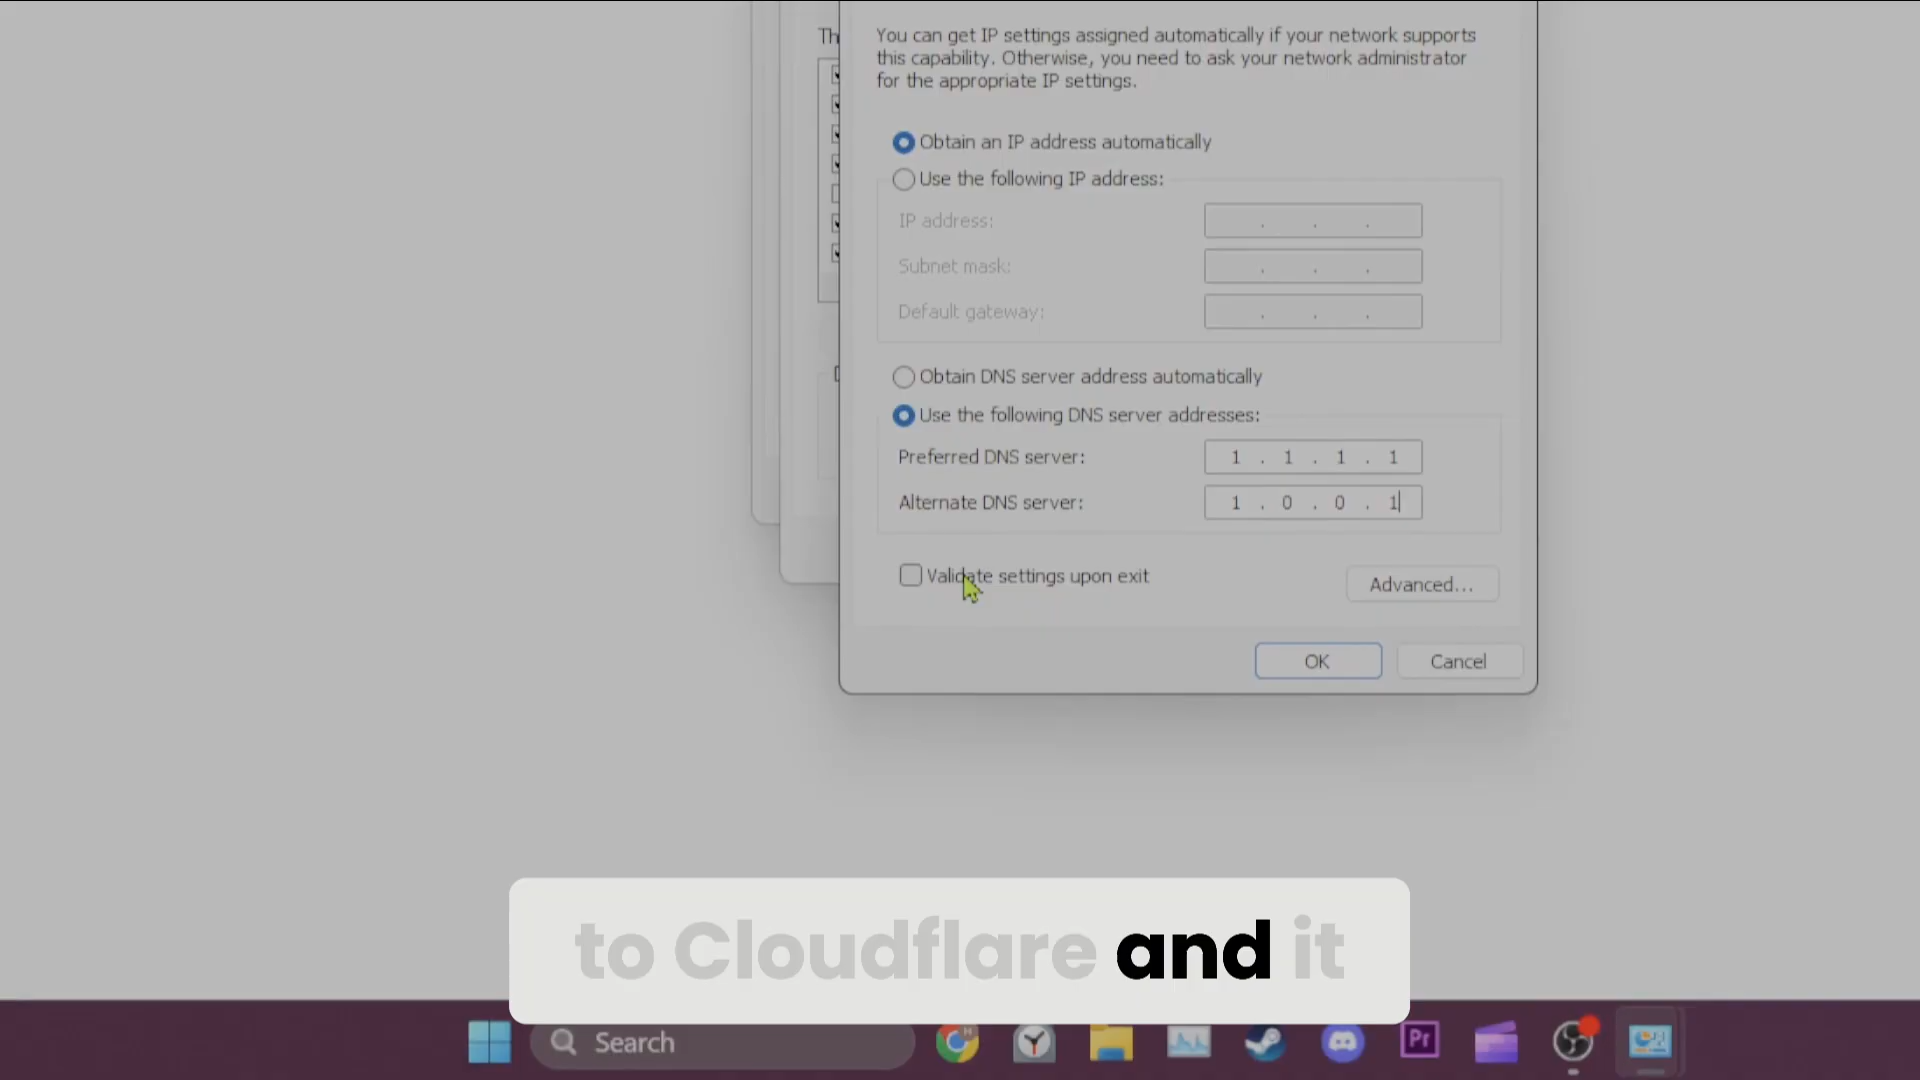 Th
You can get IP settings assigned automatically if your network supports
this capability. Otherwise, you need to ask your network administrator
for the appropriate IP settings.
Obtain an IP address automatically
Use the following IP address:
IP address: . . .
Subnet mask: . . .
Default gateway: . . .
Obtain DNS server address automatically
Use the following DNS server addresses:
Preferred DNS server: 1 . 1 . 1 . 1
Alternate DNS server: 1 . 0 . 0 . 1
Validate settings upon exit
Advanced...
OK Cancel
to Cloudflare and it
Search
H
Pr